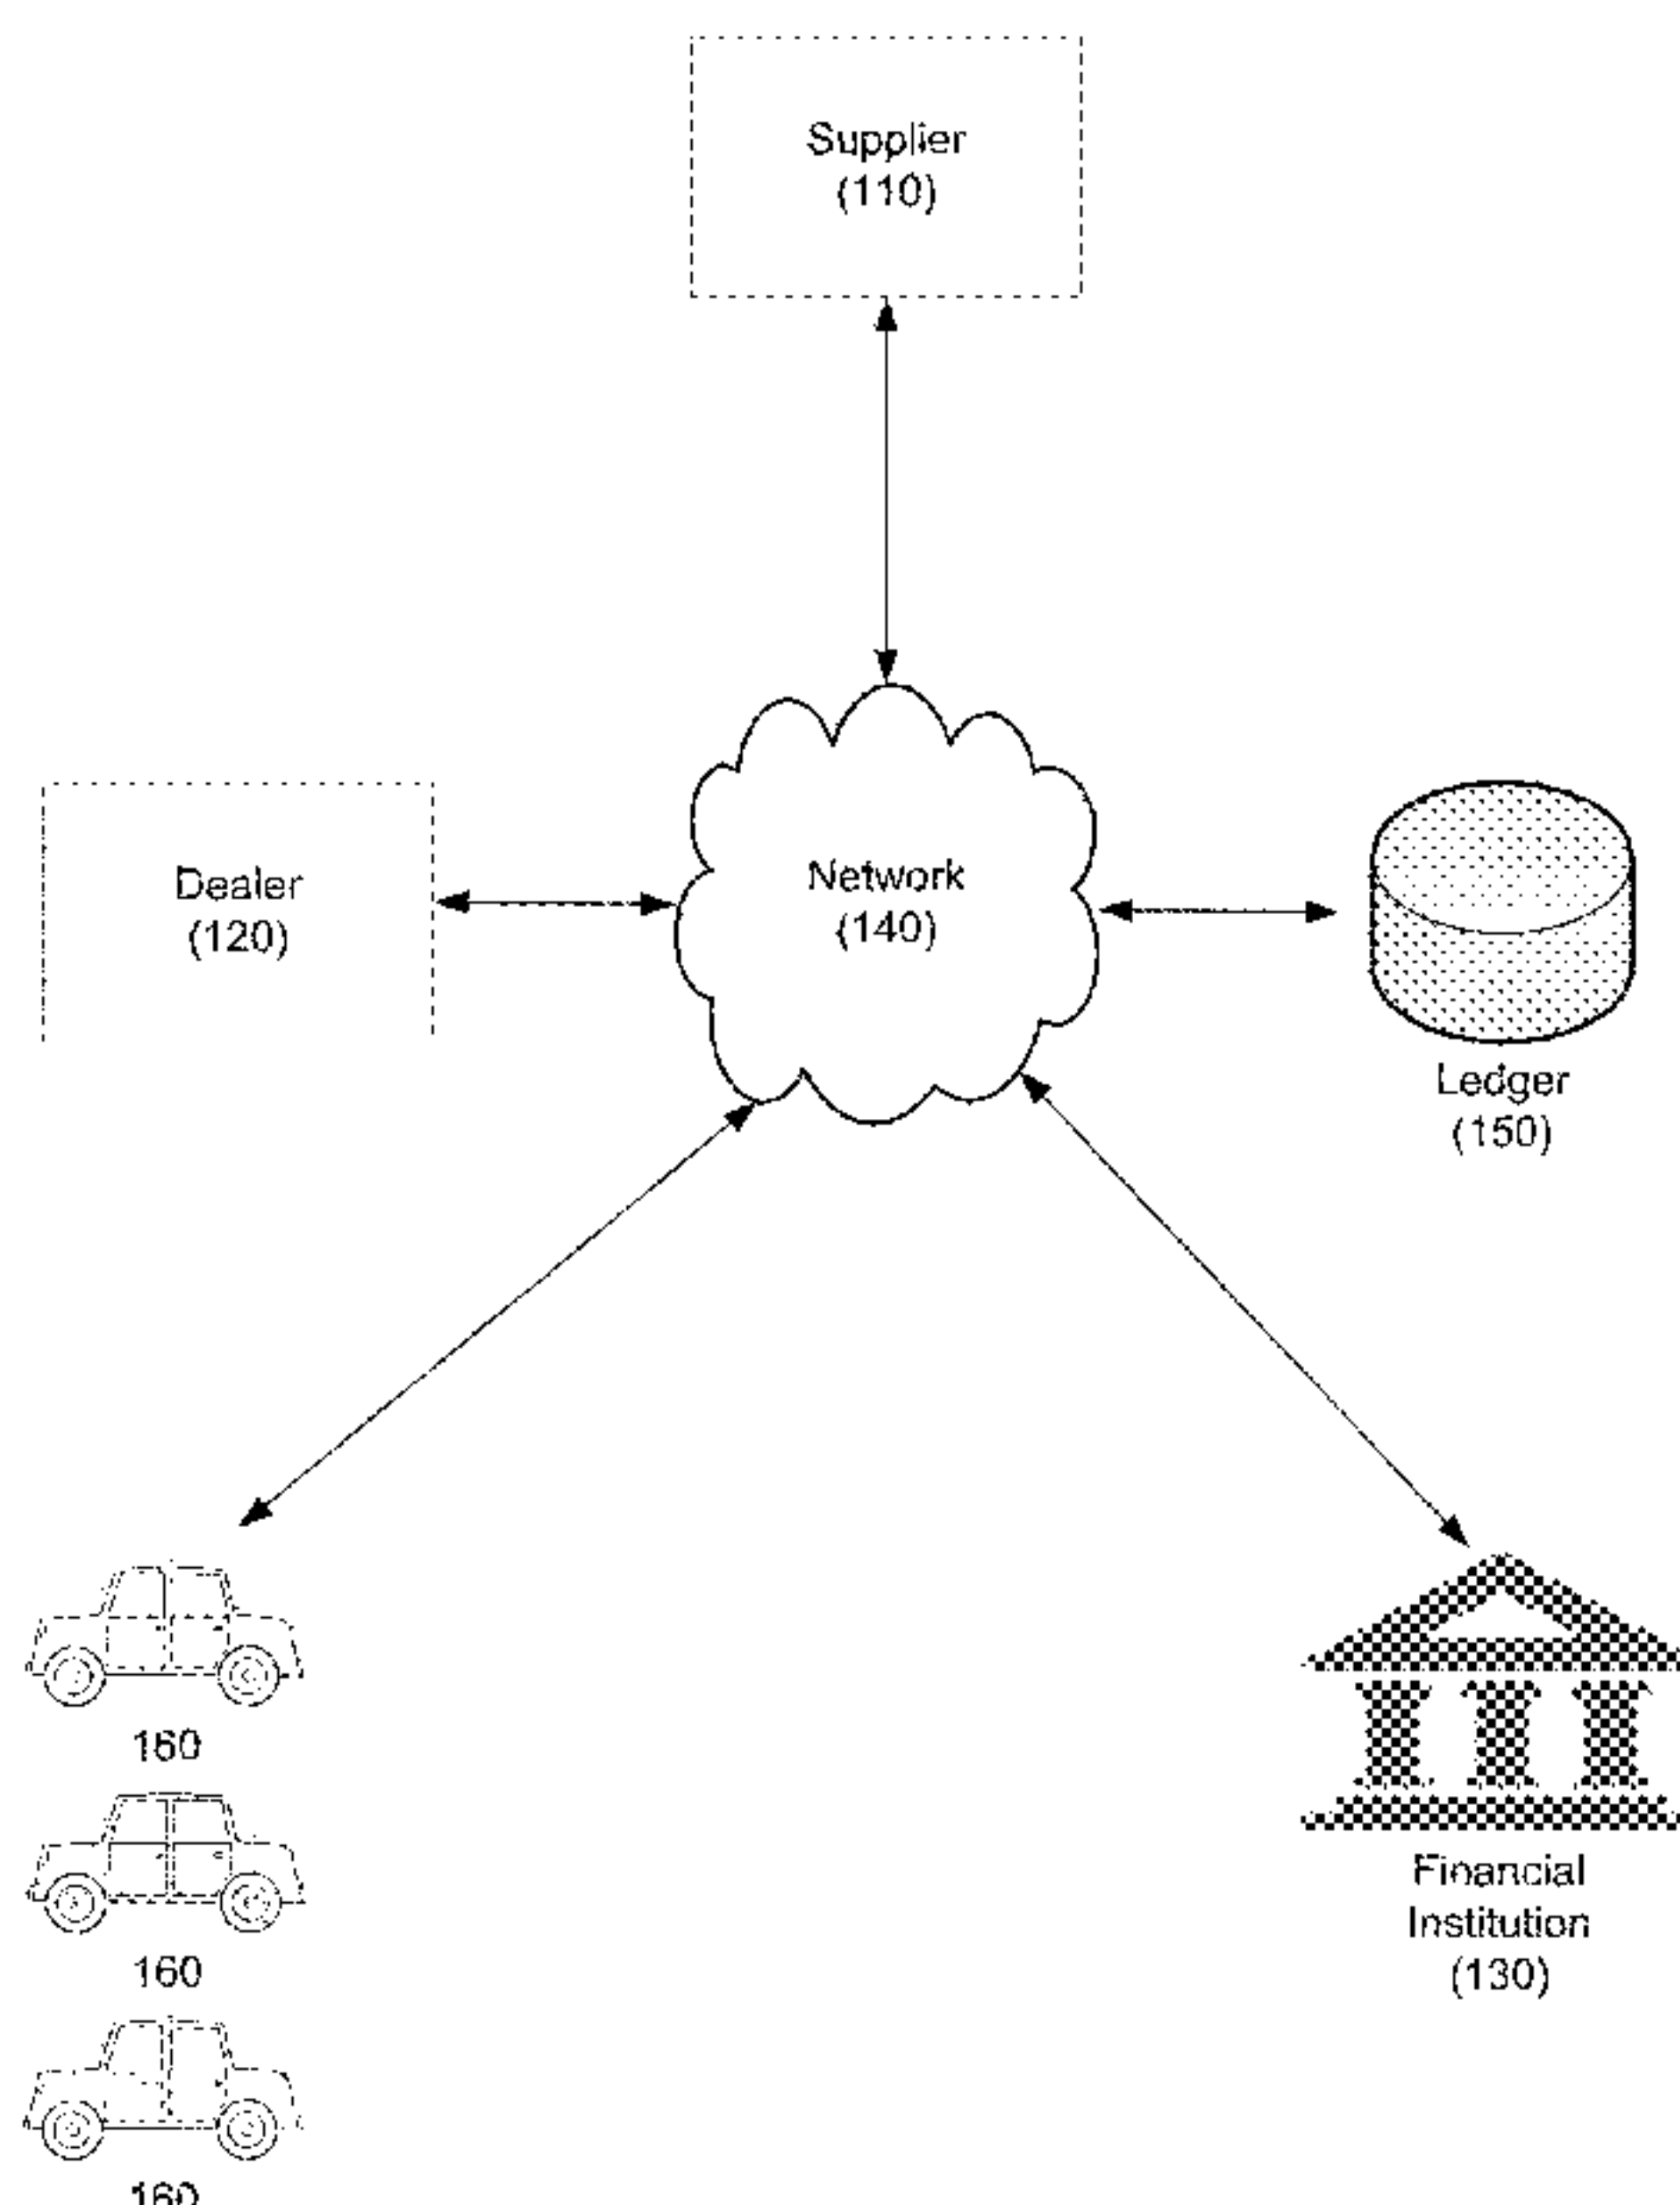 Supplier
(110)
Dealer
(120)
Network
(140)
Ledger
(150)
160
160
160
Financial
Institution
(130)